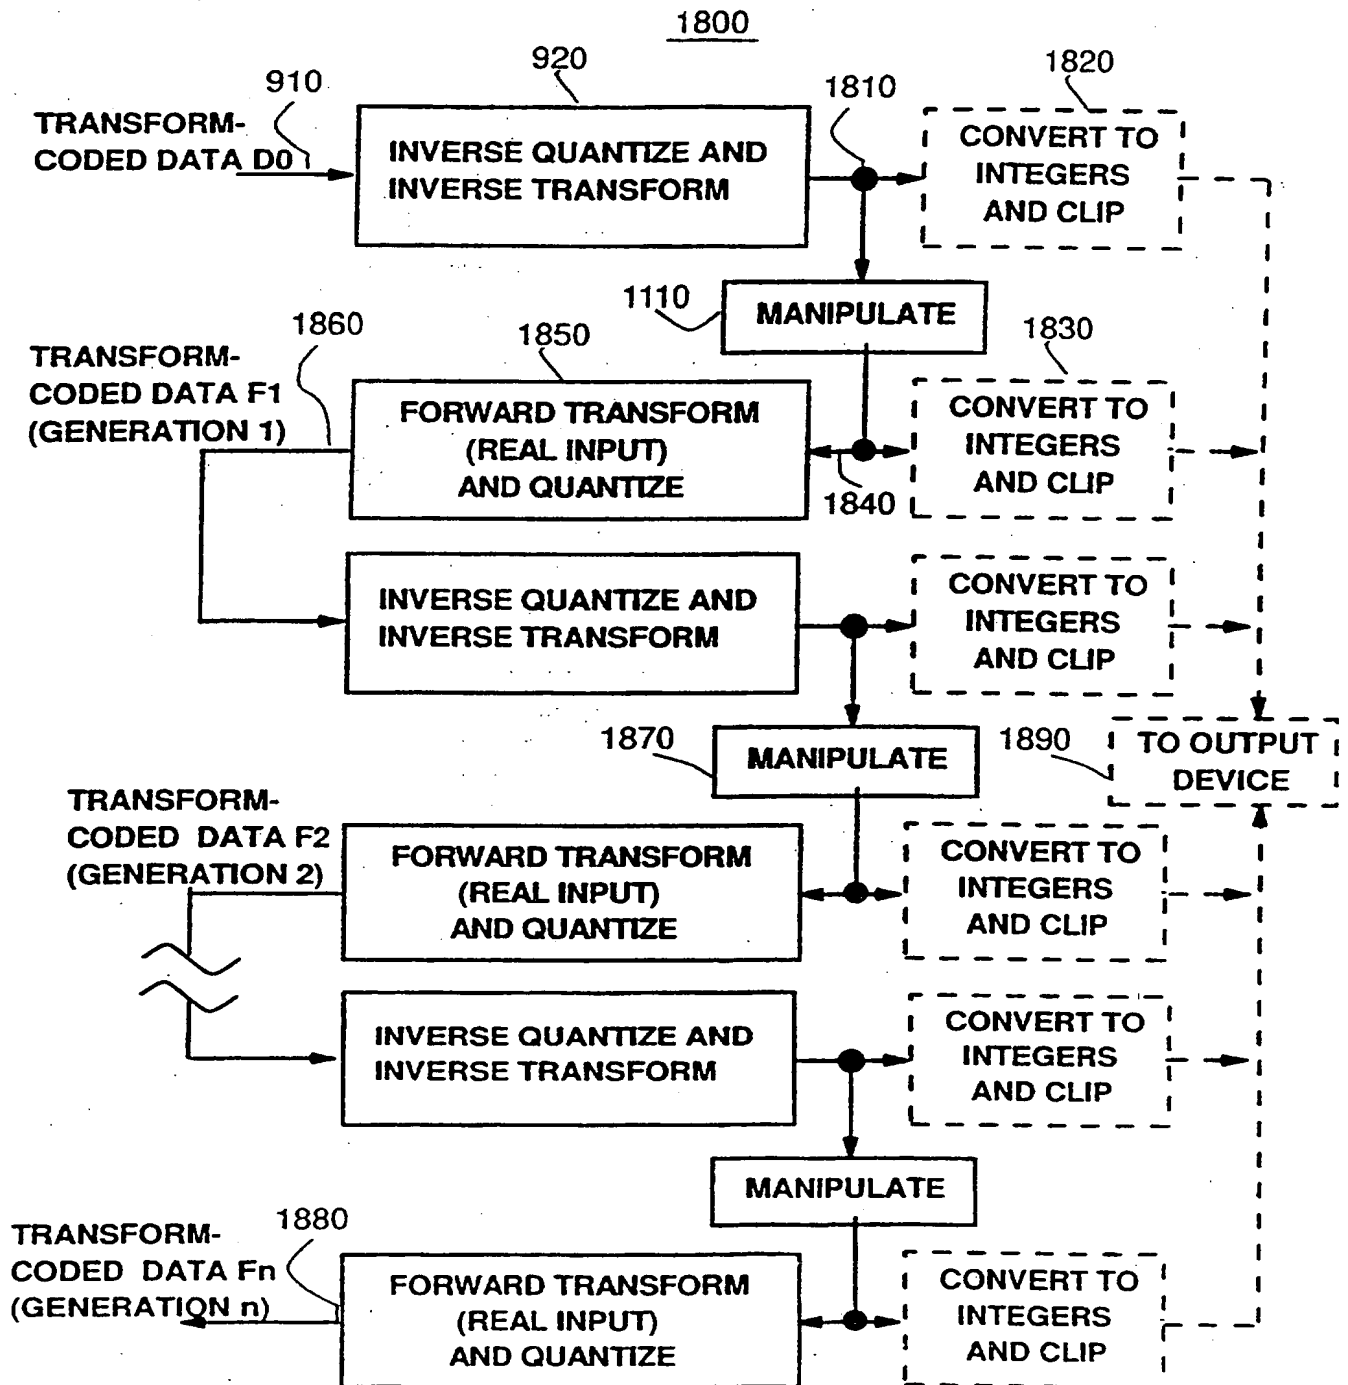 1800
910
920
1810
1820
TRANSFORM-
CODED DATA D0
INVERSE QUANTIZE AND
INVERSE TRANSFORM
CONVERT TO
INTEGERS
AND CLIP
1110
MANIPULATE
1860
1850
1830
TRANSFORM-
CODED DATA F1
(GENERATION 1)
FORWARD TRANSFORM
(REAL INPUT)
AND QUANTIZE
1840
CONVERT TO
INTEGERS
AND CLIP
INVERSE QUANTIZE AND
INVERSE TRANSFORM
CONVERT TO
INTEGERS
AND CLIP
1870
MANIPULATE
1890
TO OUTPUT
DEVICE
TRANSFORM-
CODED DATA F2
(GENERATION 2)
FORWARD TRANSFORM
(REAL INPUT)
AND QUANTIZE
CONVERT TO
INTEGERS
AND CLIP
INVERSE QUANTIZE AND
INVERSE TRANSFORM
CONVERT TO
INTEGERS
AND CLIP
MANIPULATE
1880
TRANSFORM-
CODED DATA Fn
(GENERATION n)
FORWARD TRANSFORM
(REAL INPUT)
AND QUANTIZE
CONVERT TO
INTEGERS
AND CLIP